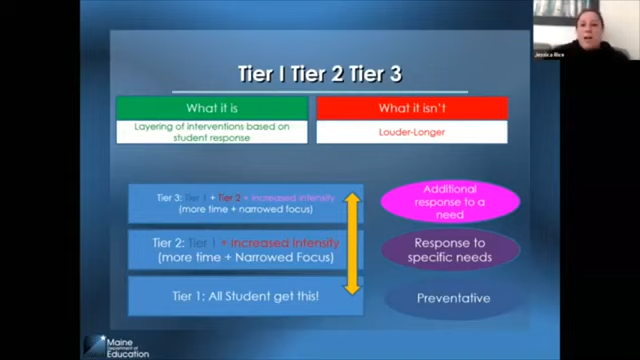 Tier I Tier 2 Tier 3
What it is
What it isn't
Layering of interventions based on
student response
Louder-Longer
Tier 3: Tier 1 + Tier 2 + Increased Intensity
(more time + narrowed focus)
Additional
response to a
need
Tier 2: Tier 1 + Increased Intensity
(more time + Narrowed Focus)
Response to
specific needs
Tier 1: All Student get this!
Preventative
Maine
Department of
Education
Jessica Rice